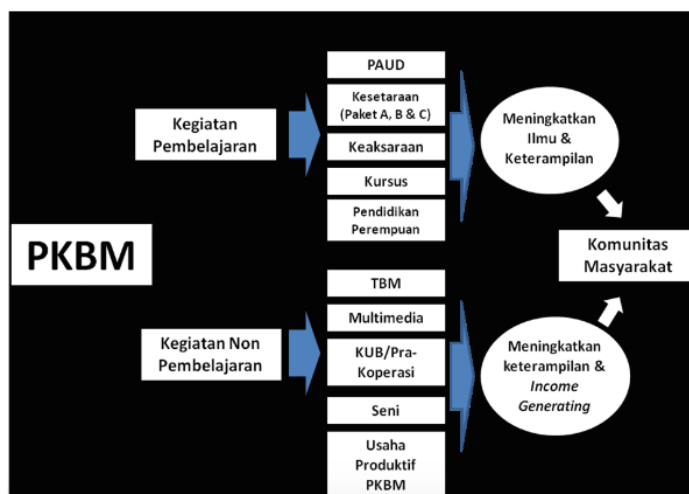 PKBM
Kegiatan
Pembelajaran
PAUD
Kesetaraan
(Paket A, B & C)
Keaksaraan
Kursus
Pendidikan
Perempuan
Meningkatkan
Ilmu &
Keterampilan
Kegiatan Non
Pembelajaran
TBM
Multimedia
KUB/Pra-
Koperasi
Seni
Usaha
Produktif
PKBM
Meningkatkan
keterampilan &
Income
Generating
Komunitas
Masyarakat